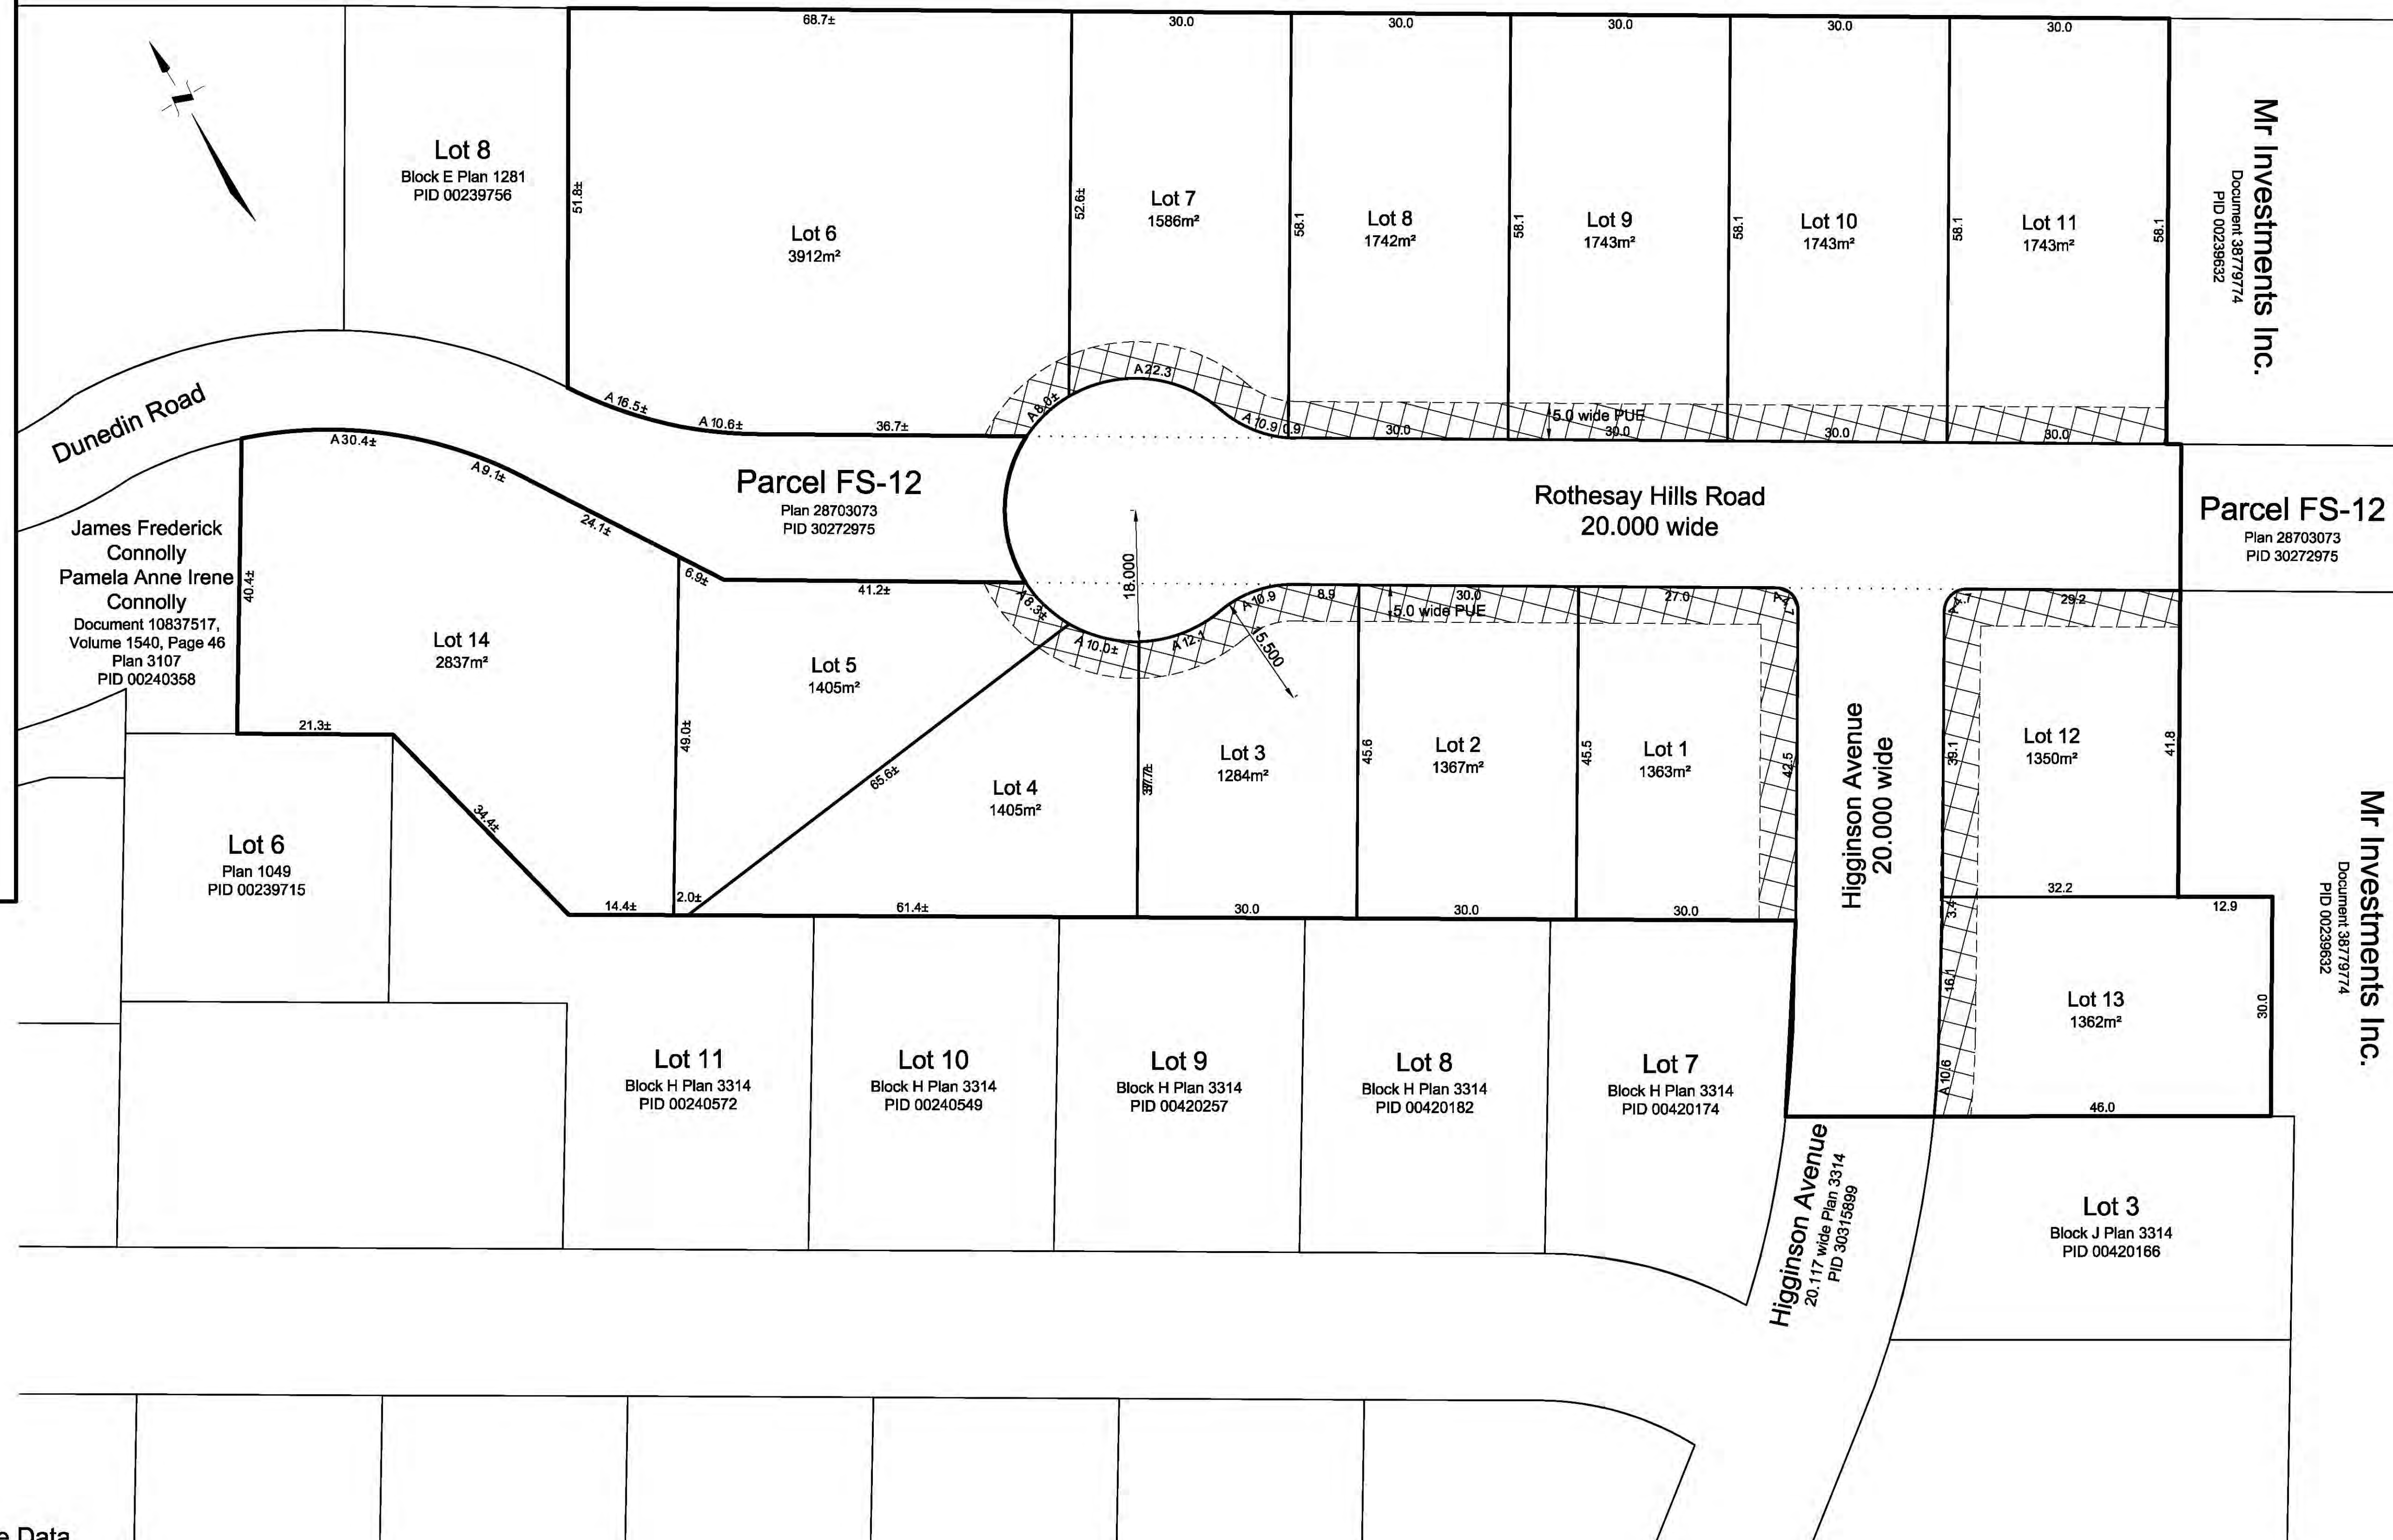 68.7±
30.0
30.0
30.0
30.0
30.0
Lot 8
Block E Plan 1281
PID 00239756
51.8±
Lot 6
3912m²
52.6±
Lot 7
1586m²
58.1
Lot 8
1742m²
58.1
Lot 9
1743m²
58.1
Lot 10
1743m²
58.1
Lot 11
1743m²
58.1
Mr Investments Inc.
Document 38779774
PID 00239632
Dunedin Road
A 16.5±
A 10.6±
36.7±
A 8.0±
A 22.3
A 10.9
0.9
30.0
5.0 wide PUE
30.0
30.0
30.0
A 30.4±
A 9.1±
24.1±
Parcel FS-12
Plan 28703073
PID 30272975
Rothesay Hills Road
20.000 wide
Parcel FS-12
Plan 28703073
PID 30272975
James Frederick
Connolly
Pamela Anne Irene
Connolly
Document 10837517,
Volume 1540, Page 46
Plan 3107
PID 00240358
40.4±
6.9±
41.2±
A 8.3±
18.000
A 10.0±
A 12.1
A 10.9
15.500
8.9
5.0 wide PUE
30.0
27.0
A 4.7
A 4.7
29.2
Lot 14
2837m²
21.3±
34.4±
49.0±
Lot 5
1405m²
65.6±
Lot 4
1405m²
Lot 3
1284m²
45.6
Lot 2
1367m²
45.5
Lot 1
1363m²
42.5
Higginson Avenue
20.000 wide
39.1
Lot 12
1350m²
41.8
Mr Investments Inc.
Document 38779774
PID 00239632
14.4±
2.0±
61.4±
30.0
30.0
30.0
32.2
12.9
3.4
16.1
A 10.6
Lot 13
1362m²
30.0
46.0
Lot 6
Plan 1049
PID 00239715
Lot 11
Block H Plan 3314
PID 00240572
Lot 10
Block H Plan 3314
PID 00240549
Lot 9
Block H Plan 3314
PID 00420257
Lot 8
Block H Plan 3314
PID 00420182
Lot 7
Block H Plan 3314
PID 00420174
Higginson Avenue
20.117 wide Plan 3314
PID 30315899
Lot 3
Block J Plan 3314
PID 00420166
Data